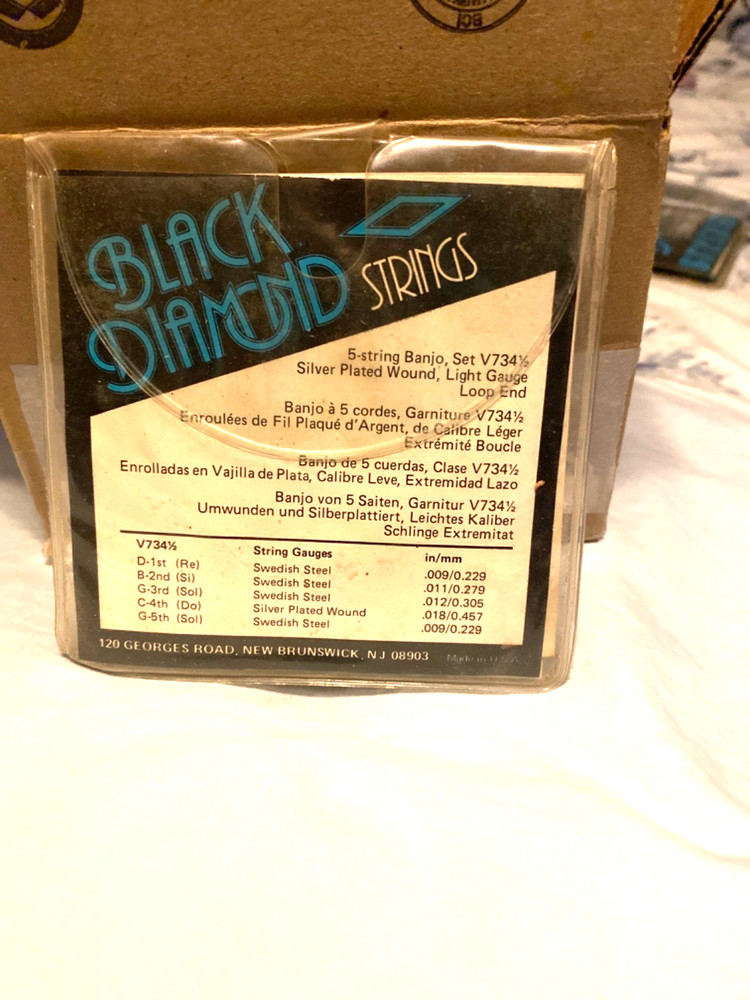 BCI
BLACK
DIAMOND
STRINGS
5-string Banjo, Set V734½
Silver Plated Wound, Light Gauge
Loop End
Banjo à 5 cordes, Garniture V734½
Enroulées de Fil Plaqué d'Argent, de Calibre Léger
Extrémité Boucle
Banjo de 5 cuerdas, Clase V734½
Enrolladas en Vajilla de Plata, Calibre Leve, Extremidad Lazo
Banjo von 5 Saiten, Garnitur V734½
Umwunden und Silberplattiert, Leichtes Kaliber
Schlinge Extremitat
V734½ String Gauges in/mm
D-1st (Re) Swedish Steel .009/0.229
B-2nd (Si) Swedish Steel .011/0.279
G-3rd (Sol) Swedish Steel .012/0.305
C-4th (Do) Silver Plated Wound .018/0.457
G-5th (Sol) Swedish Steel .009/0.229
120 GEORGES ROAD, NEW BRUNSWICK, NJ 08903 Made in U.S.A.